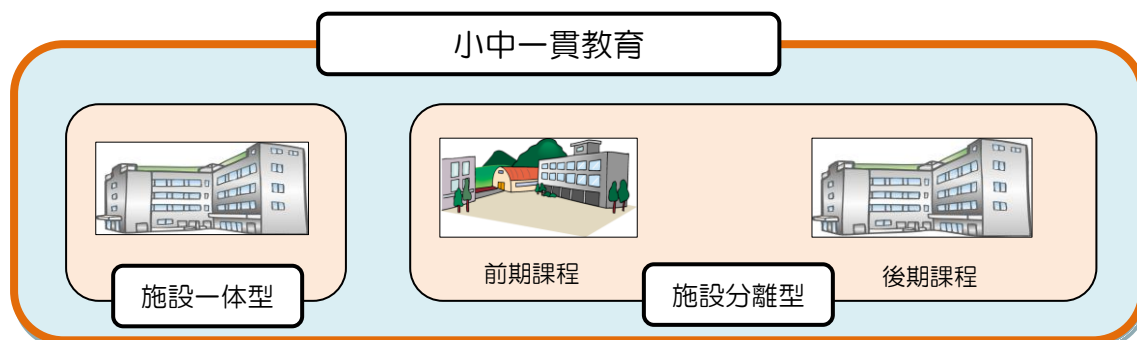 小中一貫教育
施設一体型
前期課程
施設分離型
後期課程